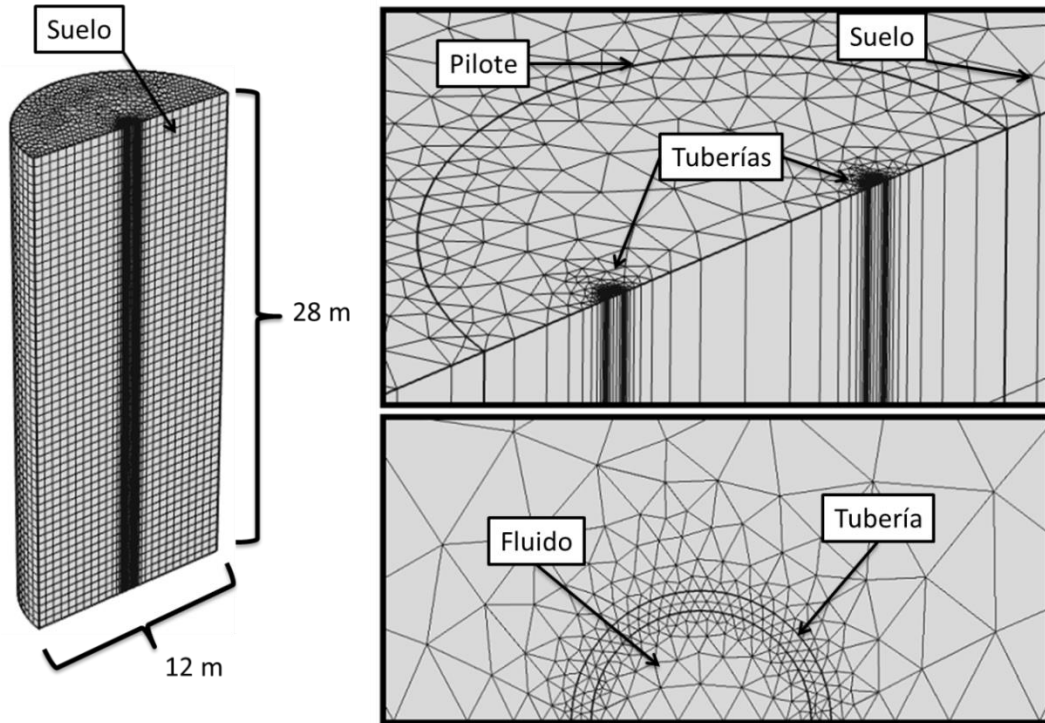 Suelo
28 m
12 m
Pilote
Suelo
Tuberías
Fluido
Tubería